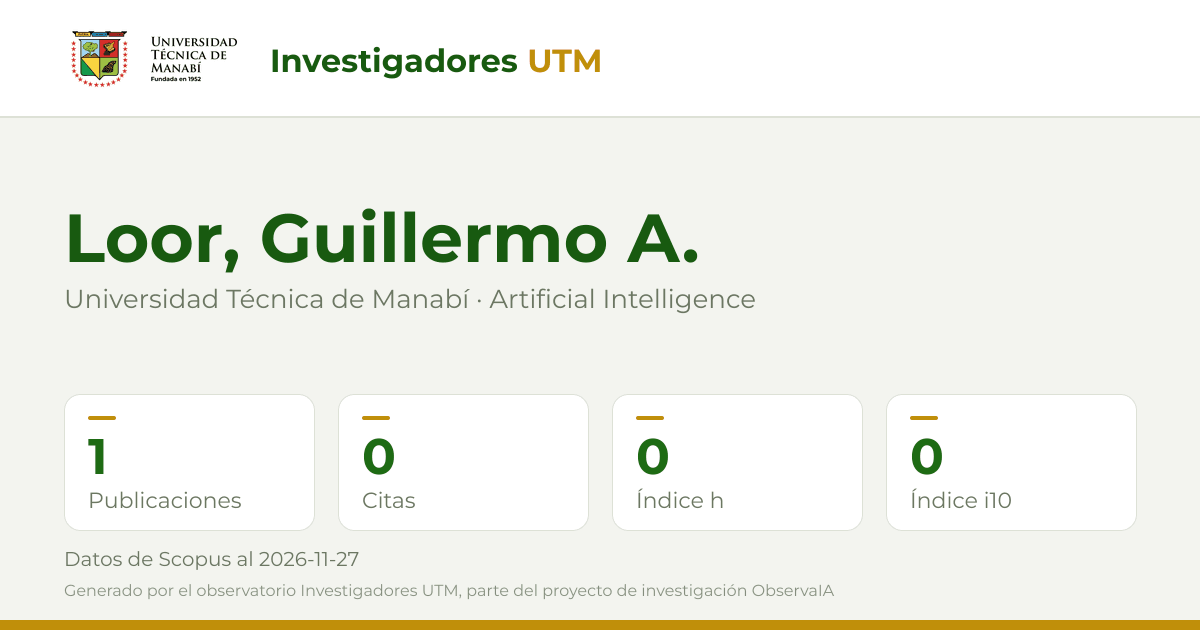 UNIVERSIDAD
TÉCNICA DE
MANABÍ
Fundada en 1952
Investigadores UTM
Loor, Guillermo A.
Universidad Técnica de Manabí · Artificial Intelligence
1
Publicaciones
0
Citas
0
Índice h
0
Índice i10
Datos de Scopus al 2026-11-27
Generado por el observatorio Investigadores UTM, parte del proyecto de investigación ObservaIA